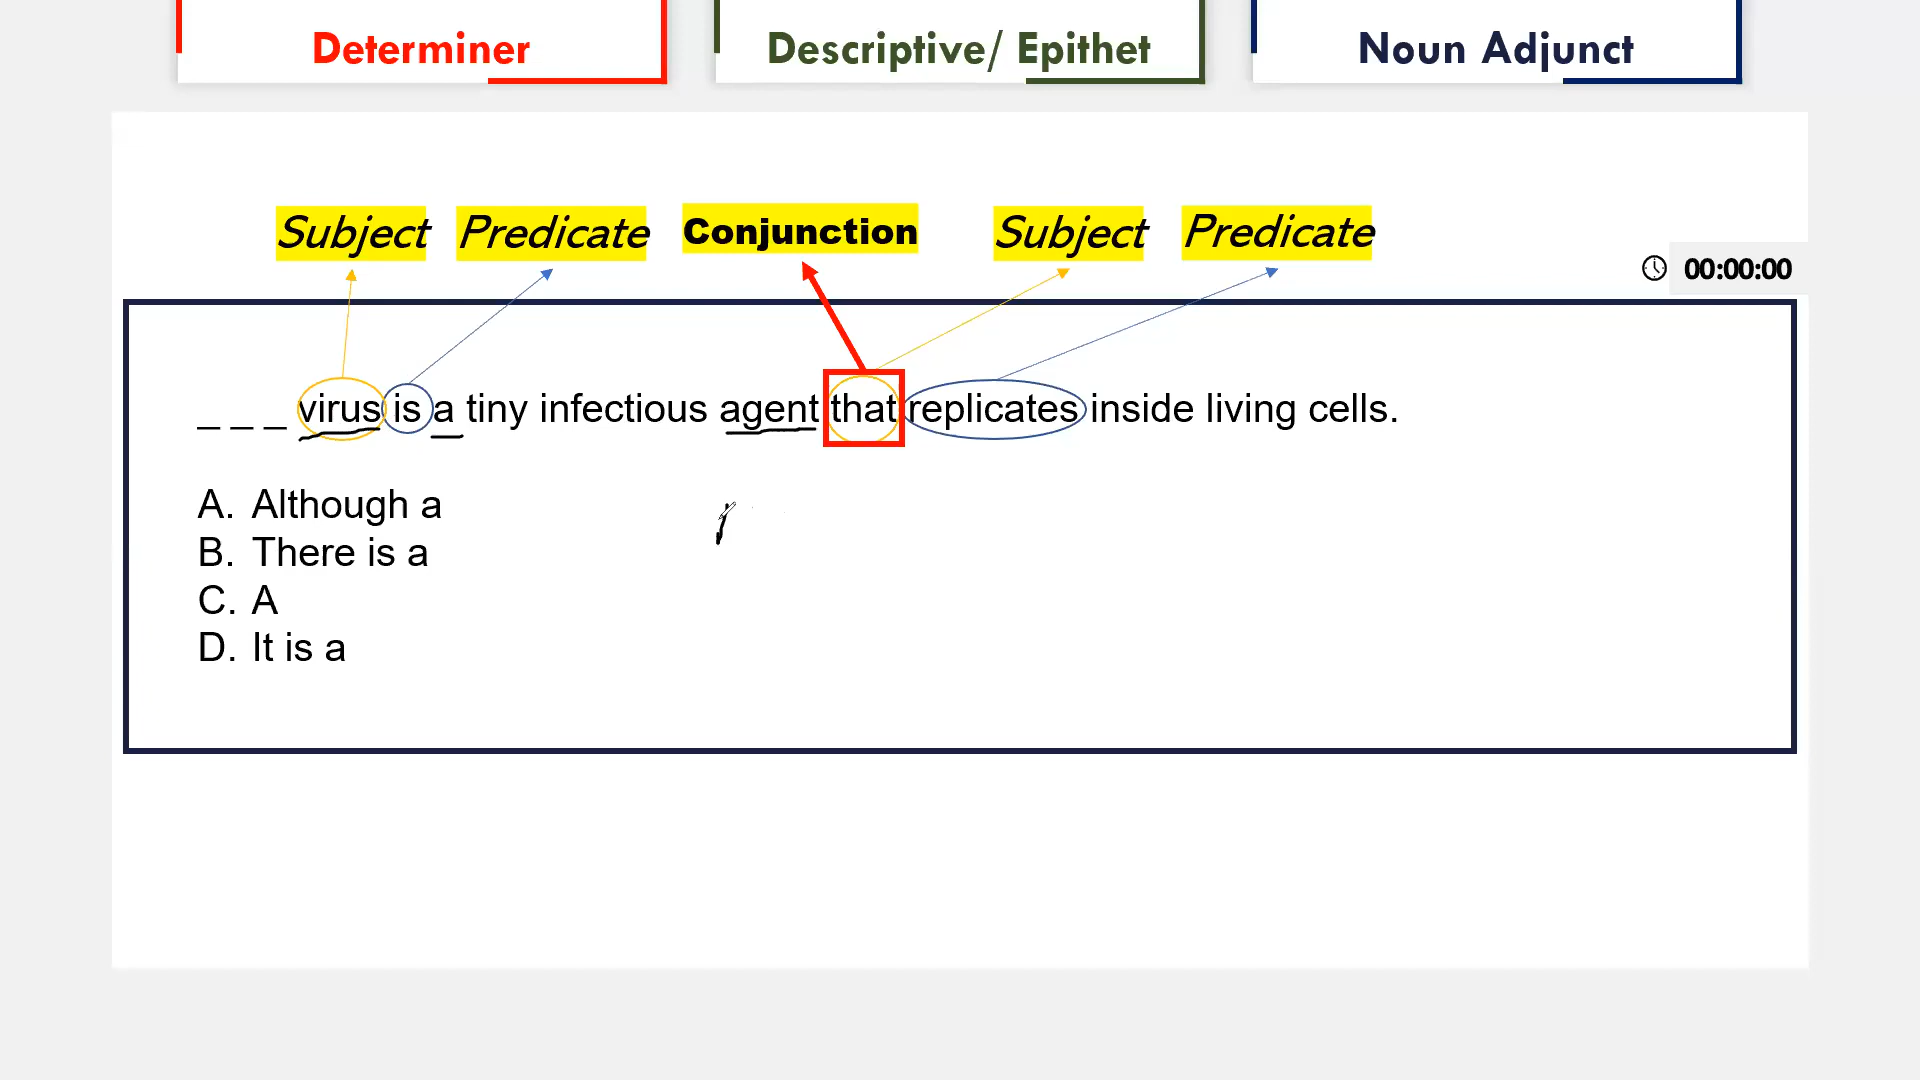 Determiner
Descriptive/ Epithet
Noun Adjunct
Subject Predicate Conjunction Subject Predicate
00:00:00
_ _ _ virus is a tiny infectious agent that replicates inside living cells.
A. Although a
B. There is a
C. A
D. It is a